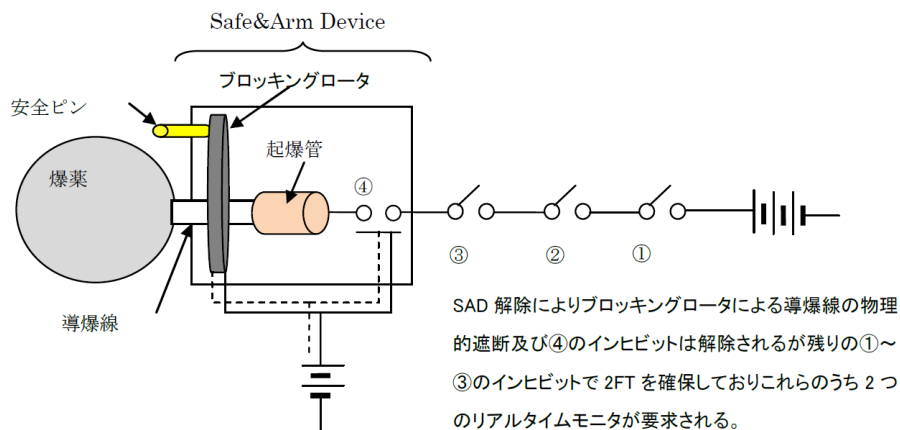 Safe&Arm Device
ブロッキングロータ
安全ピン
起爆管
爆薬
④
③
②
①
導爆線
SAD 解除によりブロッキングロータによる導爆線の物理
的遮断及び④のインヒビットは解除されるが残りの①～
③のインヒビットで 2FT を確保しておりこれらのうち 2 つ
のリアルタイムモニタが要求される。